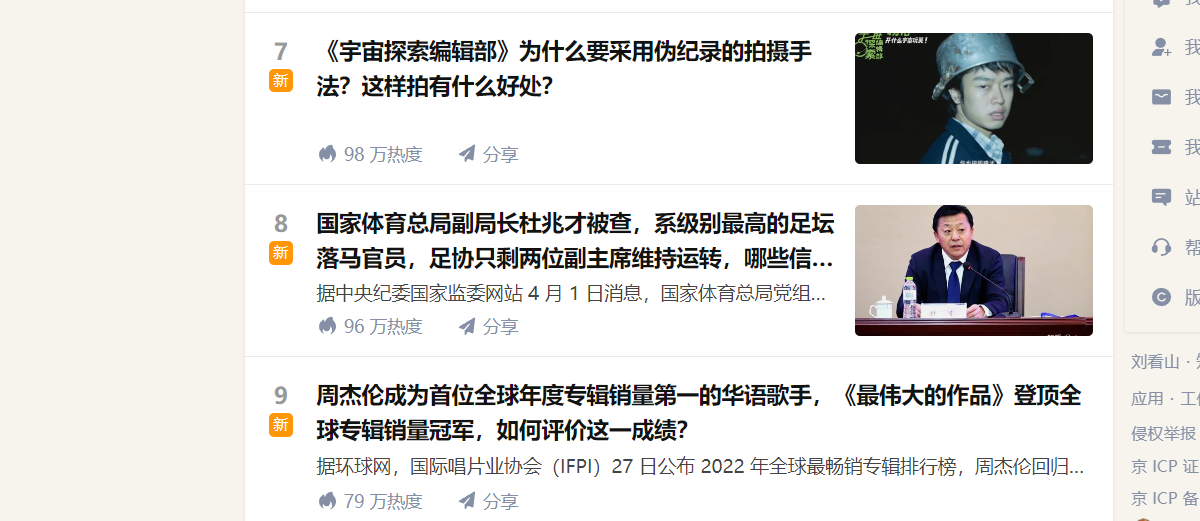 7
新
《宇宙探索编辑部》为什么要采用伪纪录的拍摄手
法？这样拍有什么好处？
98 万热度
分享
开什么宇宙玩笑！
8
新
国家体育总局副局长杜兆才被查，系级别最高的足坛
落马官员，足协只剩两位副主席维持运转，哪些信...
据中央纪委国家监委网站 4 月 1 日消息，国家体育总局党组...
96 万热度
分享
9
新
周杰伦成为首位全球年度专辑销量第一的华语歌手，《最伟大的作品》登顶全
球专辑销量冠军，如何评价这一成绩？
据环球网，国际唱片业协会（IFPI）27 日公布 2022 年全球最畅销专辑排行榜，周杰伦回归...
79 万热度
分享
我
我
我
站
帮
版
刘看山 ·
应用 · 工
侵权举报
京 ICP 证
京 ICP 备